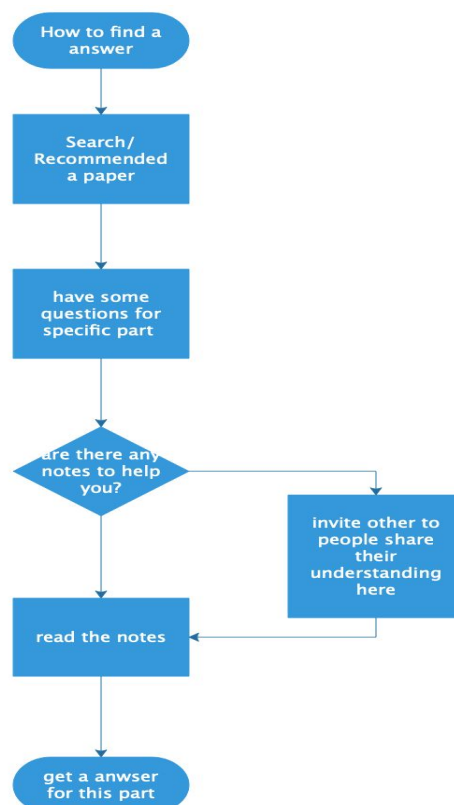 How to find a
answer
Search/
Recommended
a paper
have some
questions for
specific part
are there any
notes to help
you?
invite other to
people share
their
understanding
here
read the notes
get a anwser
for this part